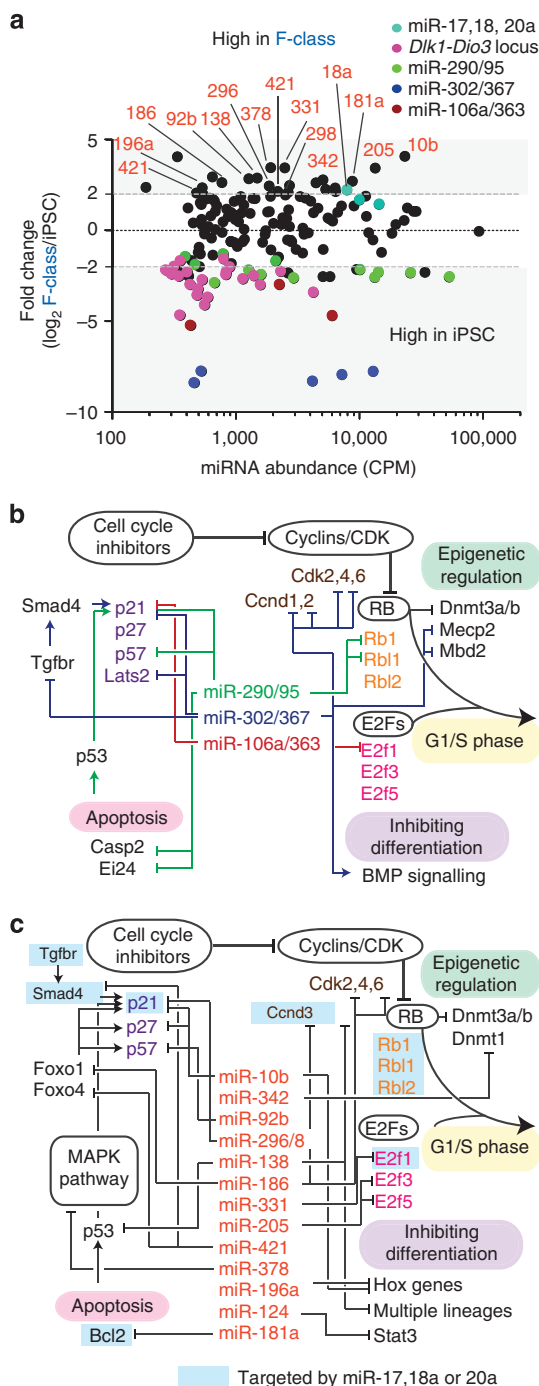 a
High in F-class
miR-17,18, 20a
Dlk1-Dio3 locus
miR-290/95
miR-302/367
miR-106a/363
421
18a
296
378
331
181a
186
92b
138
298
196a
342
205
10b
421
5
2
0
−2
−5
−10
Fold change
(log2 F-class/iPSC)
High in iPSC
100
1,000
10,000
100,000
miRNA abundance (CPM)
b
Cell cycle
inhibitors
Cyclins/CDK
Epigenetic
regulation
Cdk2,4,6
Ccnd1,2
Smad4
p21
RB
Dnmt3a/b
p27
Mecp2
Tgfbr
p57
Rb1
Mbd2
Lats2
Rbl1
miR-290/95
Rbl2
miR-302/367
E2Fs
miR-106a/363
G1/S phase
p53
E2f1
E2f3
E2f5
Apoptosis
Casp2
Inhibiting
differentiation
Ei24
BMP signalling
c
Cell cycle
inhibitors
Cyclins/CDK
Tgfbr
Epigenetic
regulation
Smad4
Cdk2,4,6
p21
Ccnd3
RB
Dnmt3a/b
p27
Dnmt1
p57
Rb1
Foxo1
Rbl1
Foxo4
miR-10b
Rbl2
miR-342
miR-92b
E2Fs
miR-296/8
G1/S phase
MAPK
pathway
miR-138
E2f1
miR-186
E2f3
miR-331
E2f5
miR-205
p53
miR-421
Inhibiting
differentiation
miR-378
miR-196a
Hox genes
Apoptosis
miR-124
Multiple lineages
Bcl2
miR-181a
Stat3
Targeted by miR-17,18a or 20a